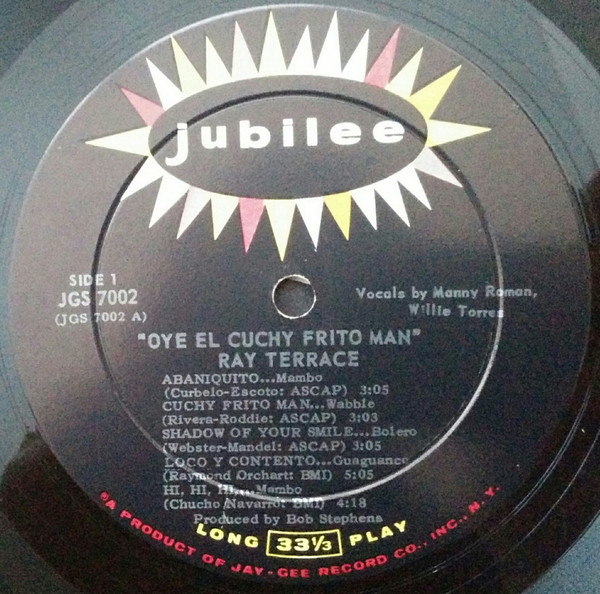 jubilee
SIDE 1
JGS 7002
(JGS 7002 A)
Vocals by Manny Roman,
Willie Torres
"OYE EL CUCHY FRITO MAN"
RAY TERRACE
ABANIQUITO...Mambo
(Curbelo-Escoto: ASCAP) 3:05
CUCHY FRITO MAN...Wabble
(Rivera-Roddie: ASCAP) 3:03
SHADOW OF YOUR SMILE...Bolero
(Webster-Mandel: ASCAP) 3:05
LOCO Y CONTENTO...Guaguanco
(Raymond Orchart: BMI) 5:05
HI, HI, HI,...Mambo
(Chucho Navarro: BMI) 4:18
Produced by Bob Stephens
LONG 33⅓ PLAY
®A PRODUCT OF JAY-GEE RECORD CO., INC., N.Y.